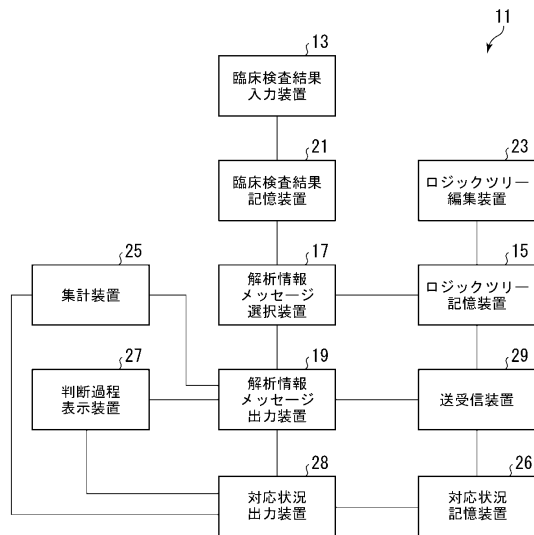 11
13
臨床検査結果
入力装置
21
臨床検査結果
記憶装置
23
ロジックツリー
編集装置
25
集計装置
17
解析情報
メッセージ
選択装置
15
ロジックツリー
記憶装置
27
判断過程
表示装置
19
解析情報
メッセージ
出力装置
29
送受信装置
28
対応状況
出力装置
26
対応状況
記憶装置